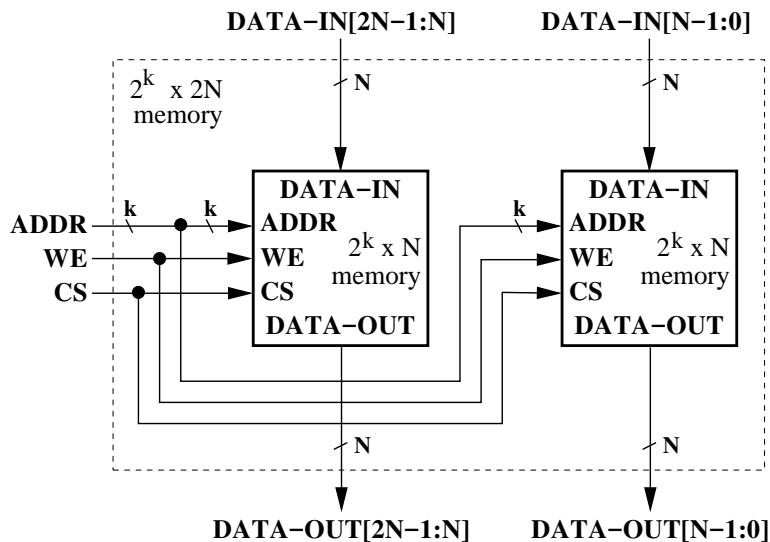 DATA−IN[2N−1:N]
DATA−IN[N−1:0]
2^k x 2N
memory
N
N
DATA−IN
ADDR
WE
CS
2^k x N
memory
DATA−OUT
DATA−IN
ADDR
WE
CS
2^k x N
memory
DATA−OUT
ADDR
k
k
k
WE
CS
N
N
DATA−OUT[2N−1:N]
DATA−OUT[N−1:0]